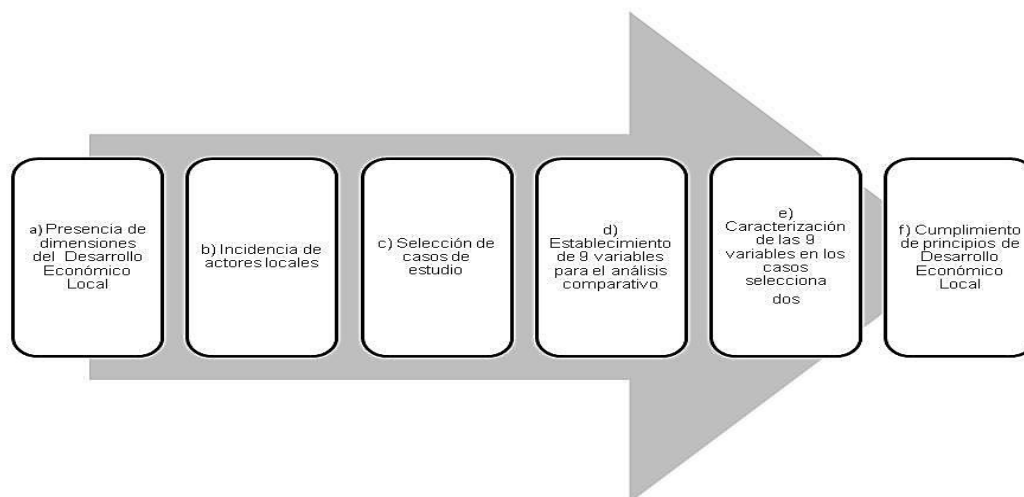 a) Presencia de
dimensiones
del Desarrollo
Económico
Local
b) Incidencia de
actores locales
c) Selección de
casos de
estudio
d)
Establecimiento
de 9 variables
para el análisis
comparativo
e)
Caracterización
de las 9
variables en los
casos
selecciona
dos
f) Cumplimiento
de principios de
Desarrollo
Económico
Local